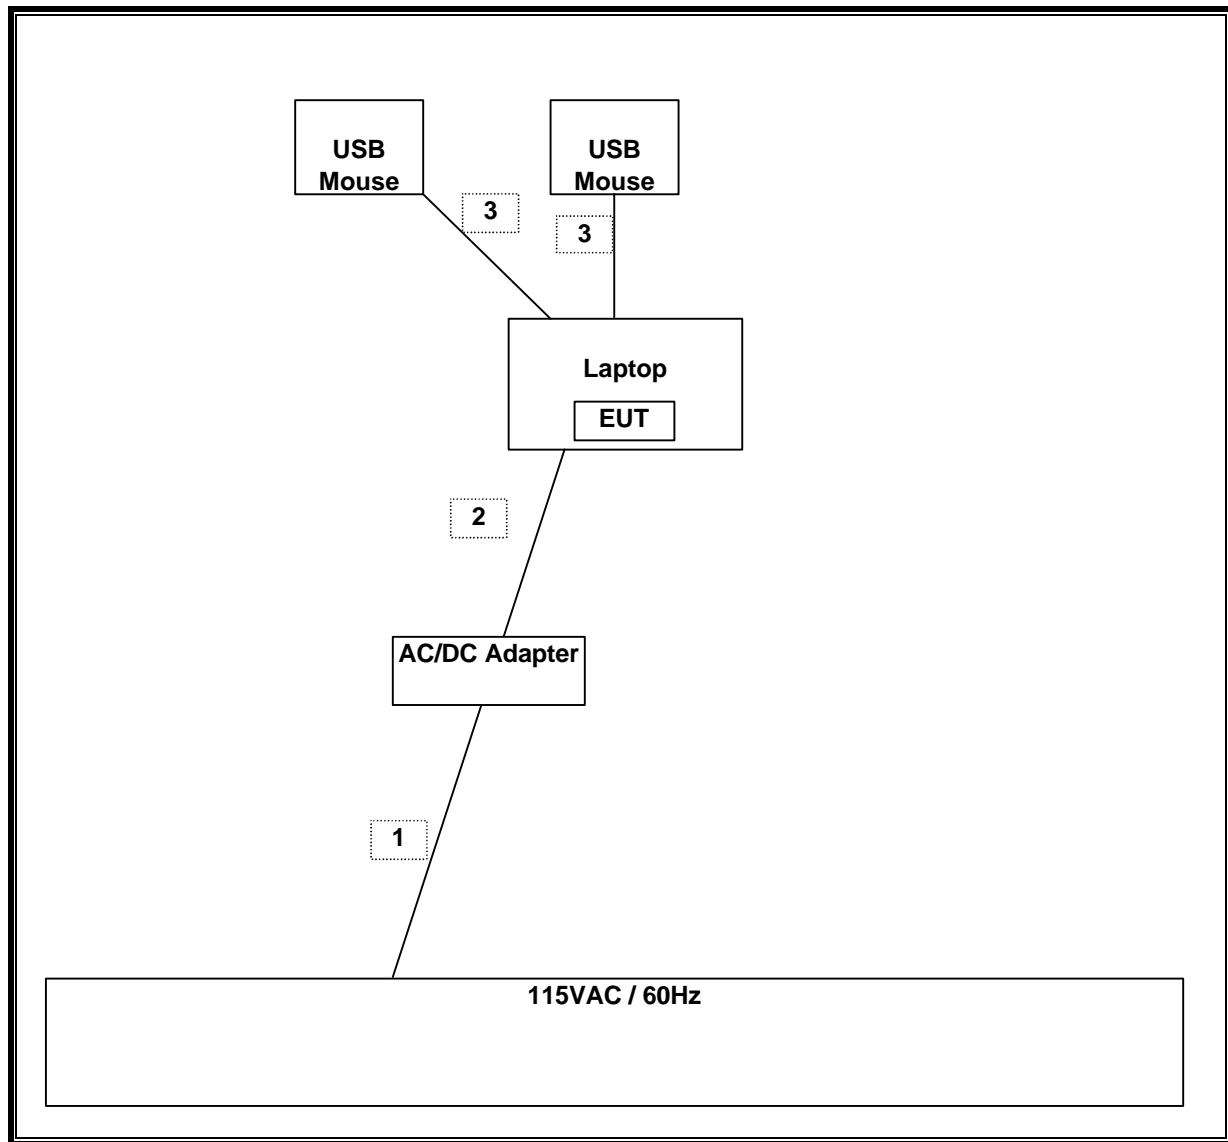 USB
Mouse
USB
Mouse
3
3
Laptop
EUT
2
AC/DC Adapter
1
115VAC / 60Hz